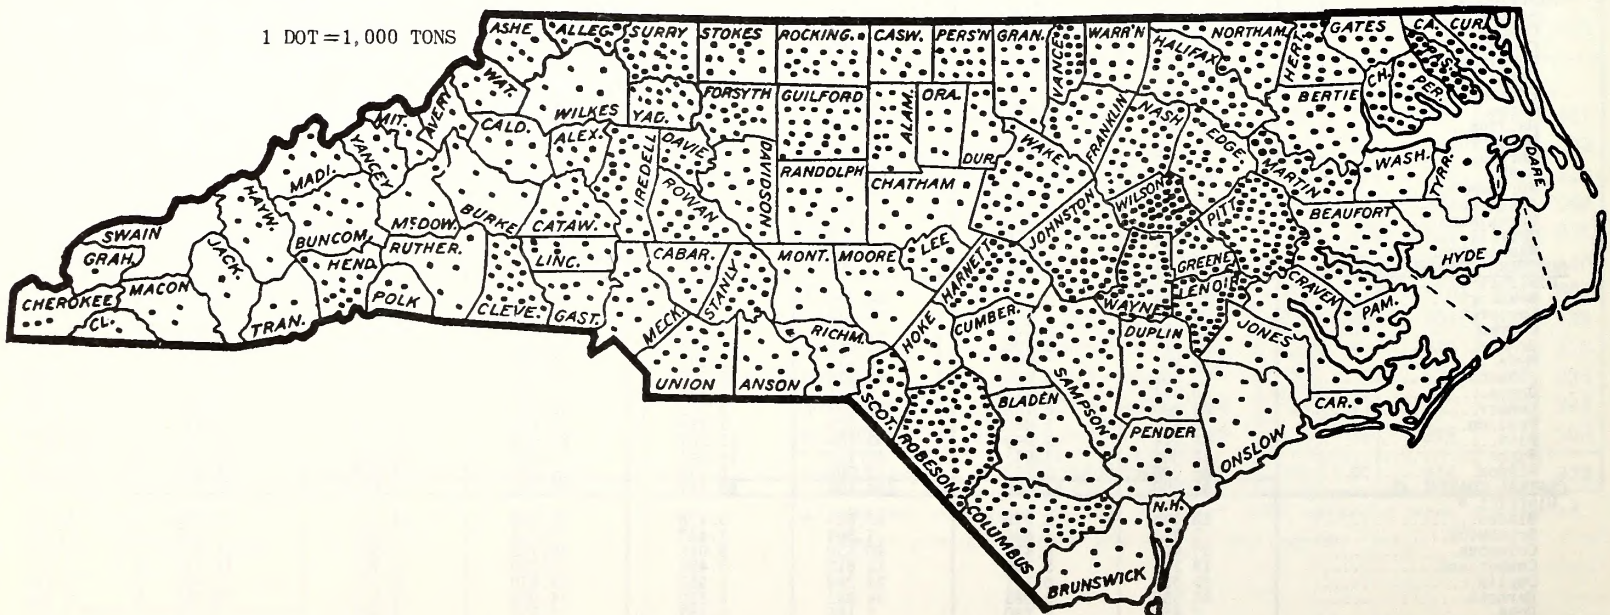 1 DOT=1,000 TONS
ASHE
ALLEG.
SURRY
STOKES
ROCKING.
CASW.
PERS'N
GRAN.
VANCE
WARR'N
HALIFAX
NORTHAM.
HERT.
GATES
CA.
CUR.
PAS.
CH.
PER.
WAT.
WILKES
YAD.
FORSYTH
GUILFORD
ALAM.
ORA.
DUR.
FRANKLIN
NASH
EDGE.
BERTIE
MIT.
AVERY
CALD.
ALEX.
IREDELL
DAVIE
DAVIDSON
RANDOLPH
CHATHAM
WAKE
WILSON
MARTIN
WASH.
TYRR.
DARE
YANCEY
MADI.
HAYW.
BUNCOM.
McDOW.
BURKE
CATAW.
ROWAN
JOHNSTON
PITT
BEAUFORT
HYDE
SWAIN
GRAH.
JACK.
HEND.
RUTHER.
LINC.
CABAR.
STANLY
MONT.
MOORE
LEE
HARNETT
WAYNE
GREENE
LENOI.
CRAVEN
PAM.
CHEROKEE
MACON
CL.
TRAN.
POLK
CLEVE.
GAST.
MECK.
UNION
ANSON
RICHM.
HOKE
CUMBER.
SAMPSON
DUPLIN
JONES
CAR.
SCOT.
ROBESON
BLADEN
PENDER
ONSLOW
COLUMBUS
N.H.
BRUNSWICK